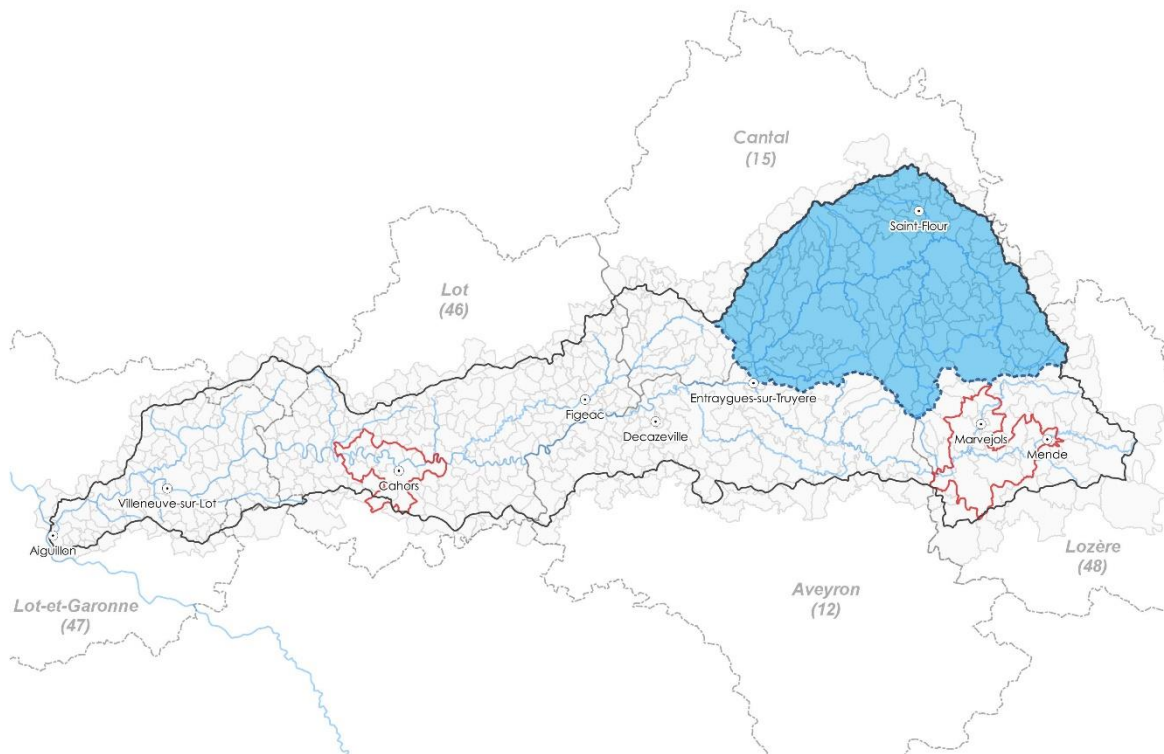 Cantal
(15)
Saint-Flour
Lot
(46)
Entraygues-sur-Truyere
Figeac
Decazeville
Marvejols
Mende
Cahors
Villeneuve-sur-Lot
Aiguillon
Lozère
(48)
Aveyron
(12)
Lot-et-Garonne
(47)